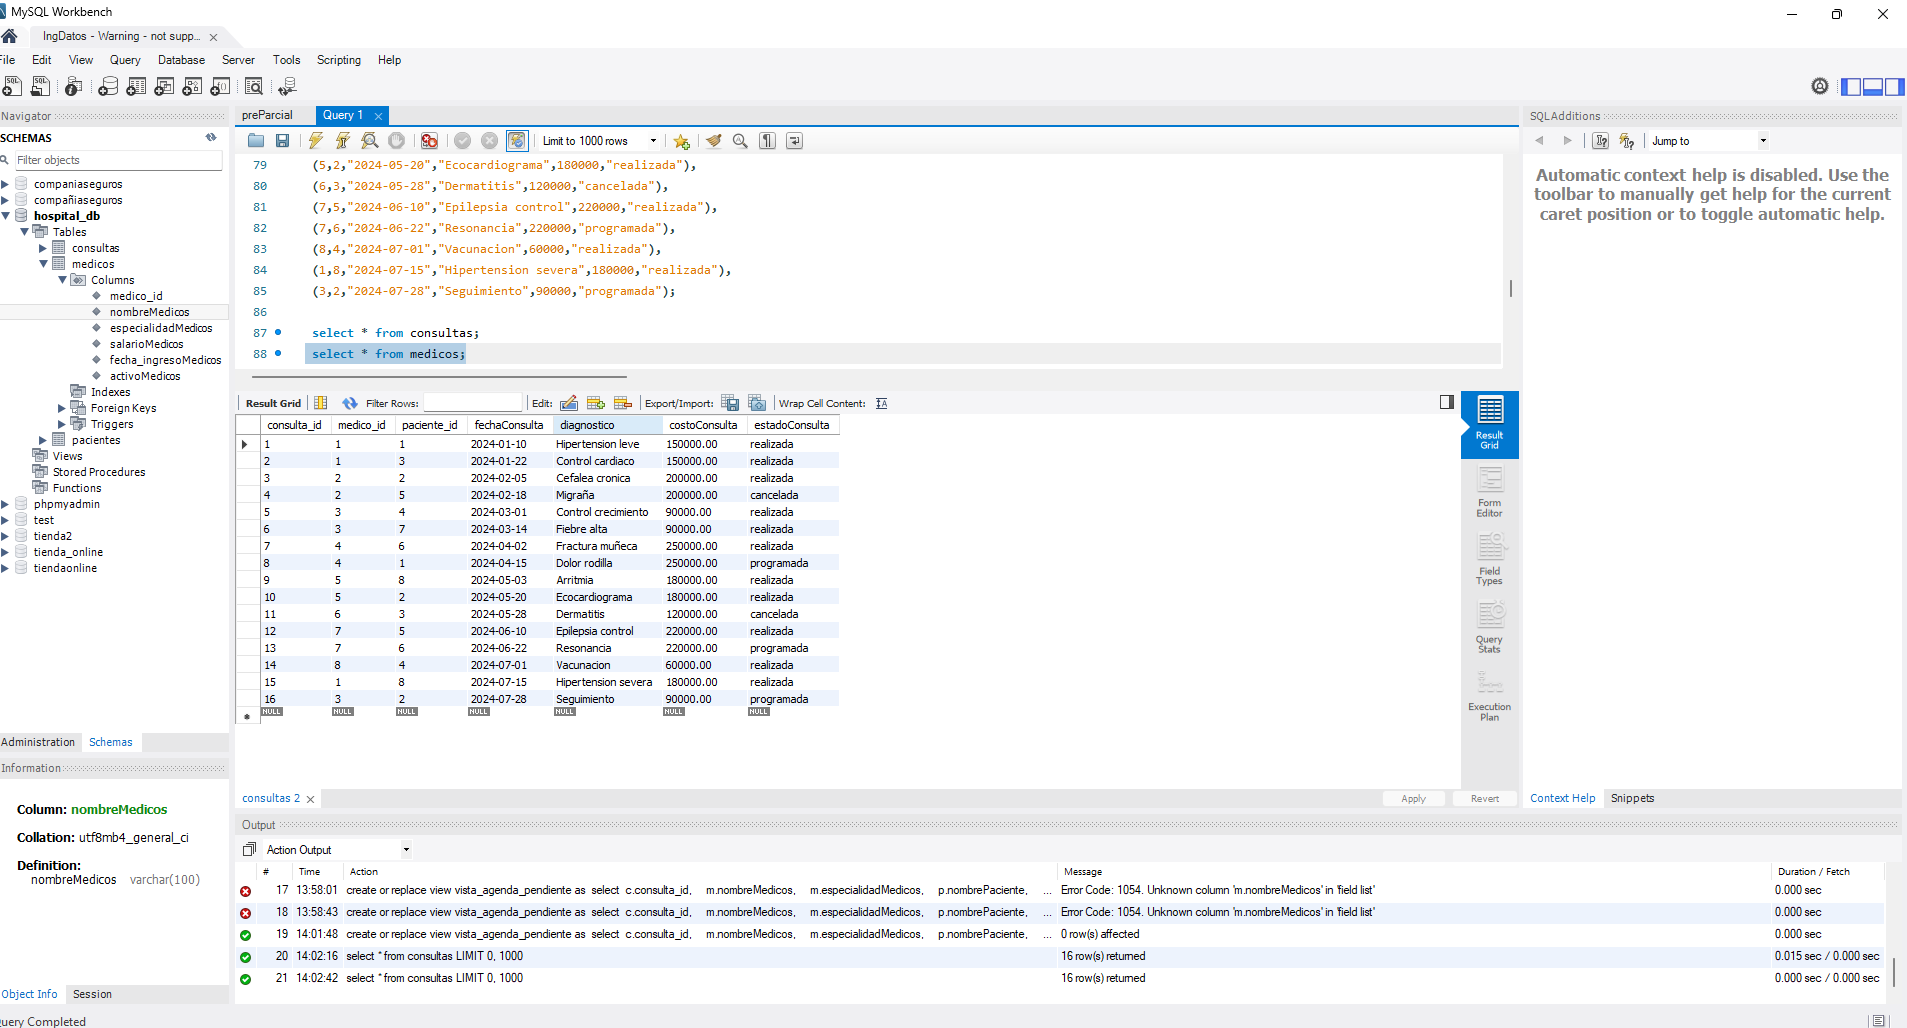 MySQL Workbench
IngDatos - Warning - not supp...
File Edit View Query Database Server Tools Scripting Help
Navigator
SCHEMAS
Filter objects
companiaseguros
compañiaseguros
hospital_db
Tables
consultas
medicos
Columns
medico_id
nombreMedicos
especialidadMedicos
salarioMedicos
fecha_ingresoMedicos
activoMedicos
Indexes
Foreign Keys
Triggers
pacientes
Views
Stored Procedures
Functions
phpmyadmin
test
tienda2
tienda_online
tiendaonline
Administration Schemas
Information
Column: nombreMedicos
Collation: utf8mb4_general_ci
Definition:
nombreMedicos varchar(100)
Object Info Session
Query Completed
preParcial Query 1
Limit to 1000 rows
79 (5,2,"2024-05-20","Ecocardiograma",180000,"realizada"),
80 (6,3,"2024-05-28","Dermatitis",120000,"cancelada"),
81 (7,5,"2024-06-10","Epilepsia control",220000,"realizada"),
82 (7,6,"2024-06-22","Resonancia",220000,"programada"),
83 (8,4,"2024-07-01","Vacunacion",60000,"realizada"),
84 (1,8,"2024-07-15","Hipertension severa",180000,"realizada"),
85 (3,2,"2024-07-28","Seguimiento",90000,"programada");
86
87 select * from consultas;
88 select * from medicos;
Result Grid Filter Rows: Edit: Export/Import: Wrap Cell Content:
consulta_id medico_id paciente_id fechaConsulta diagnostico costoConsulta estadoConsulta
1 1 1 2024-01-10 Hipertension leve 150000.00 realizada
2 1 3 2024-01-22 Control cardiaco 150000.00 realizada
3 2 2 2024-02-05 Cefalea cronica 200000.00 realizada
4 2 5 2024-02-18 Migraña 200000.00 cancelada
5 3 4 2024-03-01 Control crecimiento 90000.00 realizada
6 3 7 2024-03-14 Fiebre alta 90000.00 realizada
7 4 6 2024-04-02 Fractura muñeca 250000.00 realizada
8 4 1 2024-04-15 Dolor rodilla 250000.00 programada
9 5 8 2024-05-03 Arritmia 180000.00 realizada
10 5 2 2024-05-20 Ecocardiograma 180000.00 realizada
11 6 3 2024-05-28 Dermatitis 120000.00 cancelada
12 7 5 2024-06-10 Epilepsia control 220000.00 realizada
13 7 6 2024-06-22 Resonancia 220000.00 programada
14 8 4 2024-07-01 Vacunacion 60000.00 realizada
15 1 8 2024-07-15 Hipertension severa 180000.00 realizada
16 3 2 2024-07-28 Seguimiento 90000.00 programada
NULL NULL NULL NULL NULL NULL NULL
Result
Grid
Form
Editor
Field
Types
Query
Stats
Execution
Plan
consultas 2 Apply Revert
SQLAdditions
Jump to
Automatic context help is disabled. Use the
toolbar to manually get help for the current
caret position or to toggle automatic help.
Context Help Snippets
Output
Action Output
# Time Action Message Duration / Fetch
17 13:58:01 create or replace view vista_agenda_pendiente as select c.consulta_id, m.nombreMedicos, m.especialidadMedicos, p.nombrePaciente, ... Error Code: 1054. Unknown column 'm.nombreMedicos' in 'field list' 0.000 sec
18 13:58:43 create or replace view vista_agenda_pendiente as select c.consulta_id, m.nombreMedicos, m.especialidadMedicos, p.nombrePaciente, ... Error Code: 1054. Unknown column 'm.nombreMedicos' in 'field list' 0.000 sec
19 14:01:48 create or replace view vista_agenda_pendiente as select c.consulta_id, m.nombreMedicos, m.especialidadMedicos, p.nombrePaciente, ... 0 row(s) affected 0.000 sec
20 14:02:16 select * from consultas LIMIT 0, 1000 16 row(s) returned 0.015 sec / 0.000 sec
21 14:02:42 select * from consultas LIMIT 0, 1000 16 row(s) returned 0.000 sec / 0.000 sec